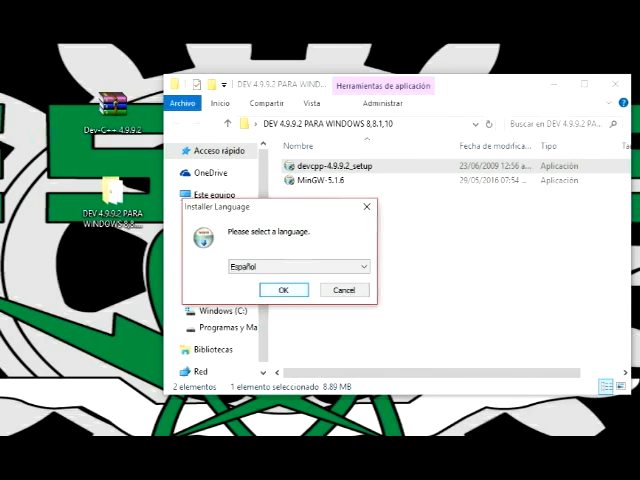 DEV 4.9.9.2 PARA WIND...
Herramientas de aplicación
Archivo
Inicio
Compartir
Vista
Administrar
DEV 4.9.9.2 PARA WINDOWS 8,8.1,10
Buscar en DEV 4.9.9.2 PA...
Acceso rápido
OneDrive
Este equipo
Nombre
Fecha de modifica...
Tipo
Tamaño
devcpp-4.9.9.2_setup
23/06/2009 12:56 a...
Aplicación
MinGW-5.1.6
29/05/2016 07:54 ...
Aplicación
Dev-C++ 4.9.9.2
DEV 4.9.9.2 PARA
WINDOWS 8,8....
Installer Language
Please select a language.
Español
OK
Cancel
Windows (C:)
Programas y Ma
Bibliotecas
Red
2 elementos
1 elemento seleccionado 8.89 MB